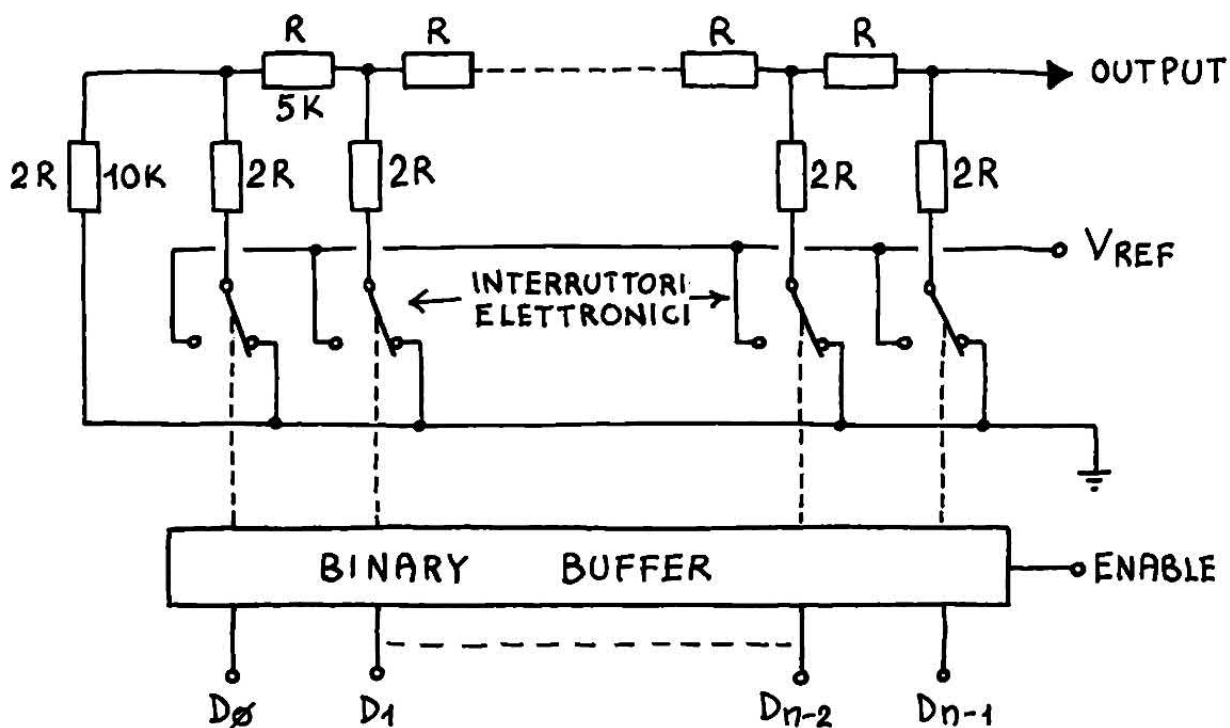 R R R R
OUTPUT
5K
2R 10K 2R 2R 2R 2R
VREF
INTERRUTTORI
ELETTRONICI
BINARY BUFFER
ENABLE
DØ D1 Dn-2 Dn-1